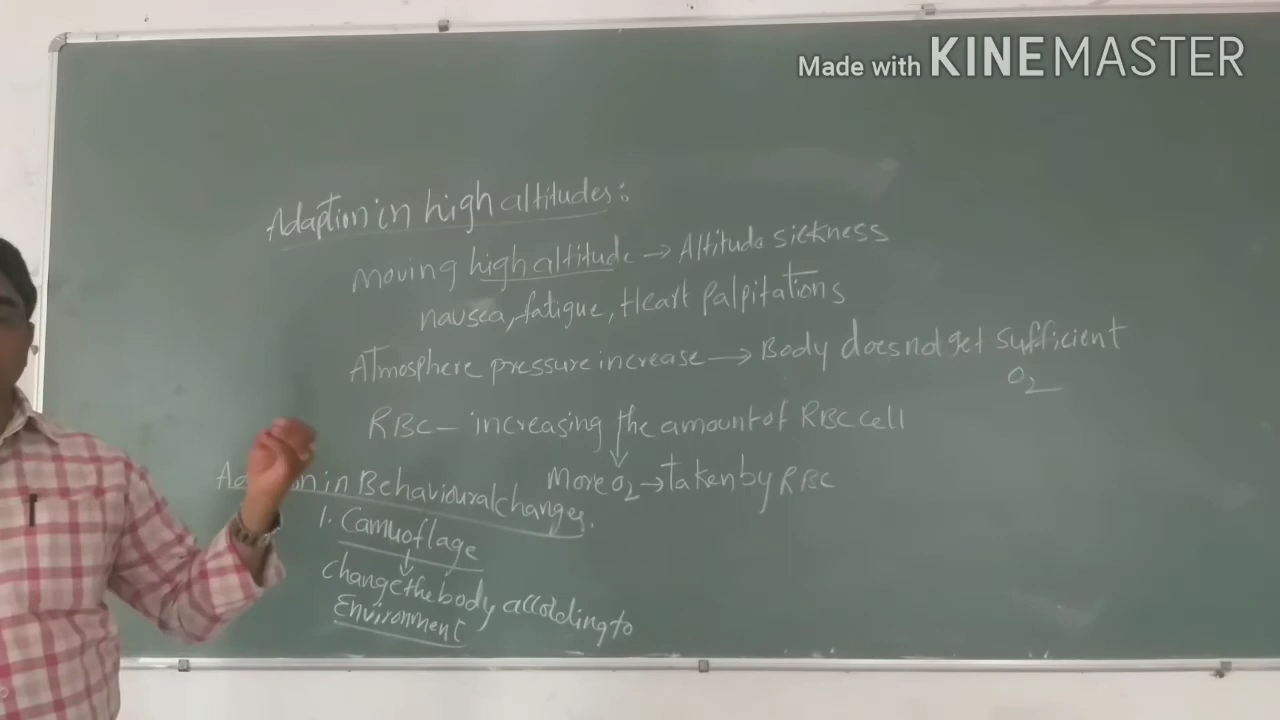 Made with KINEMASTER
Adaption in high altitudes:
Moving high altitude → Altitude sickness
nausea, fatigue, Heart Palpitations
Atmosphere pressure increase → Body does not get sufficient
O2
RBC - increasing the amount of RBC cell
More O2 → taken by RBC
in Behavioural changes.
1. Camuoflage
change the body according to
Environment